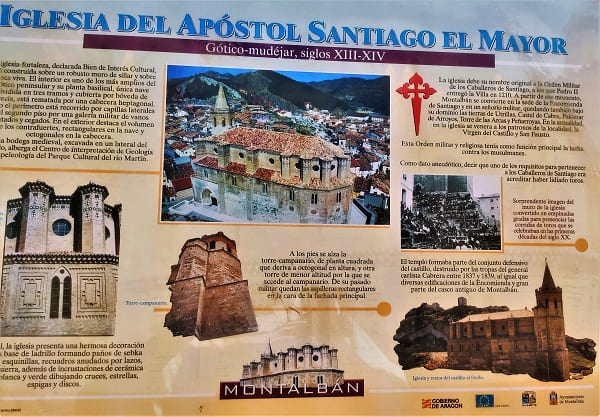 IGLESIA DEL APÓSTOL SANTIAGO EL MAYOR
Gótico-mudéjar, siglos XIII-XIV
iglesia-fortaleza, declarada Bien de Interés Cultural,
construida sobre un robusto muro de sillar y sobre
roca viva. El interior es uno de los más amplios del
gótico peninsular y su planta basilical, única nave
dividida en tres tramos y cubierta por bóveda de
está rematada por una cabecera heptagonal.
perímetro está recorrido por capillas laterales
segundo piso por una galería militar de vanos
y cegados. En el exterior destaca el volumen
los contrafuertes, rectangulares en la nave y
octogonales en la cabecera.
bodega medieval, excavada en un lateral del
alberga el Centro de interpretación de Geología
Espeleología del Parque Cultural del río Martín.
La iglesia debe su nombre original a la Orden Militar
de los Caballeros de Santiago, a los que Pedro II
entregó la Villa en 1210. A partir de ese momento
Montalbán se convierte en la sede de la Encomienda
de Santiago y en un señorío militar, quedando también bajo
su dominio las tierras de Utrillas, Castel de Cabra, Palomar
de Arroyos, Torre de las Arcas y Peñarroya. En la actualidad
en la iglesia se venera a los patronos de la localidad, la
Virgen del Castillo y San Fausto.
Esta Orden militar y religiosa tenía como función principal la lucha
contra los musulmanes.
Como dato anecdótico, decir que uno de los requisitos para pertenecer
a los Caballeros de Santiago era
acreditar haber lidiado toros.
Sorprendente imagen del
muro de la iglesia
convertido en empinadas
gradas para presenciar las
corridas de toros que se
celebraban en las primeras
décadas del siglo XX.
A los pies se alza la
torre-campanario, de planta cuadrada
que deriva a octogonal en altura, y otra
torre de menor altitud por la que se
accede al campanario. De su pasado
militar quedan las aspilleras rectangulares
en la cara de la fachada principal.
Torre-campanario
El templo formaba parte del conjunto defensivo
del castillo, destruido por las tropas del general
carlista Cabrera entre 1837 y 1839, al igual que
diversas edificaciones de la Encomienda y gran
parte del casco antiguo de Montalbán.
Iglesia y restos del castillo al fondo.
la iglesia presenta una hermosa decoración
base de ladrillo formando paños de sebka
esquinillas, recuadros anudados por lazos,
además de incrustaciones de cerámica
blanca y verde dibujando cruces, estrellas,
espigas y discos.
MONTALBÁN
GOBIERNO
DE ARAGON
Ayuntamiento
de Montalbán